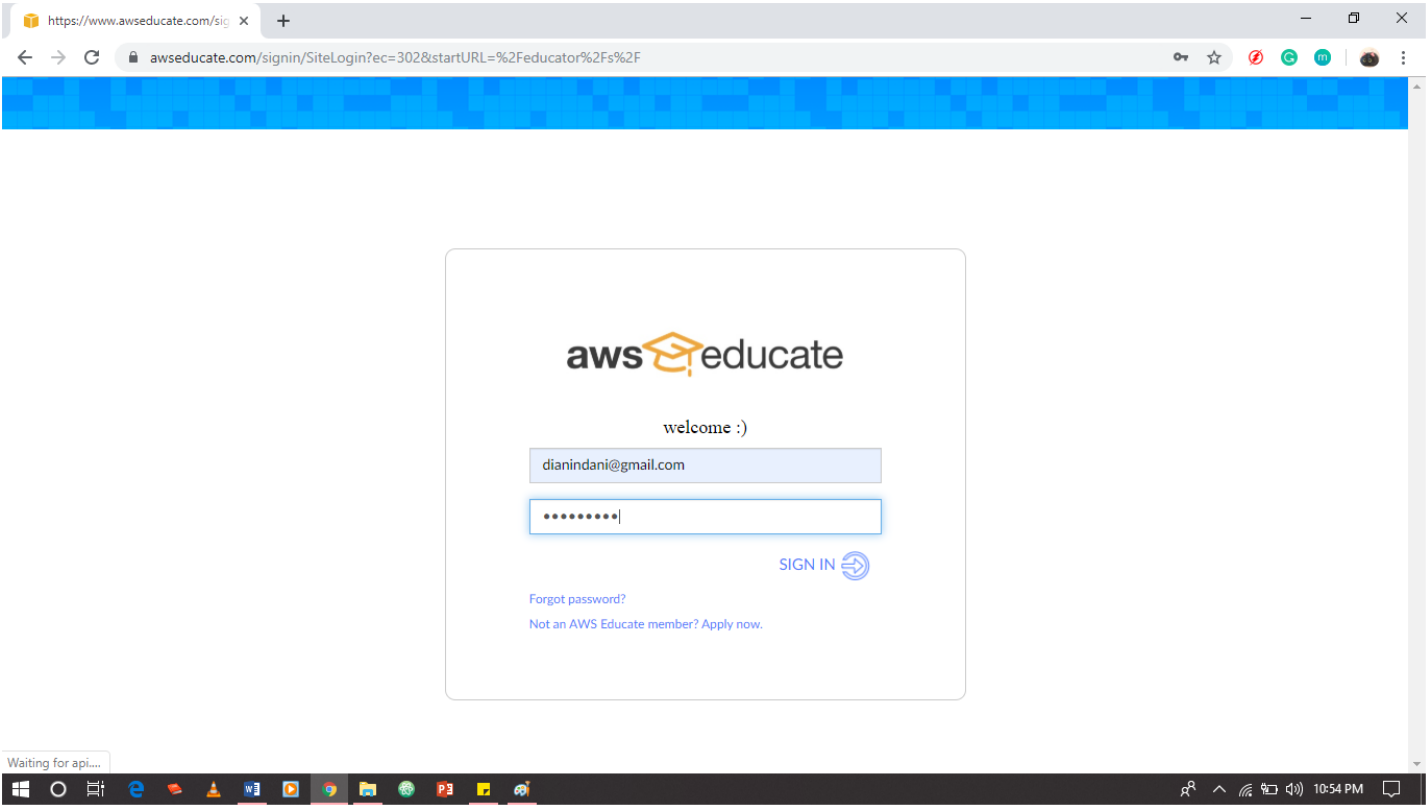 https://www.awseducate.com/sig
awseducate.com/signin/SiteLogin?ec=302&startURL=%2Feducator%2Fs%2F
aws educate
welcome :)
dianindani@gmail.com
•••••••••
SIGN IN
Forgot password?
Not an AWS Educate member? Apply now.
Waiting for api....
10:54 PM